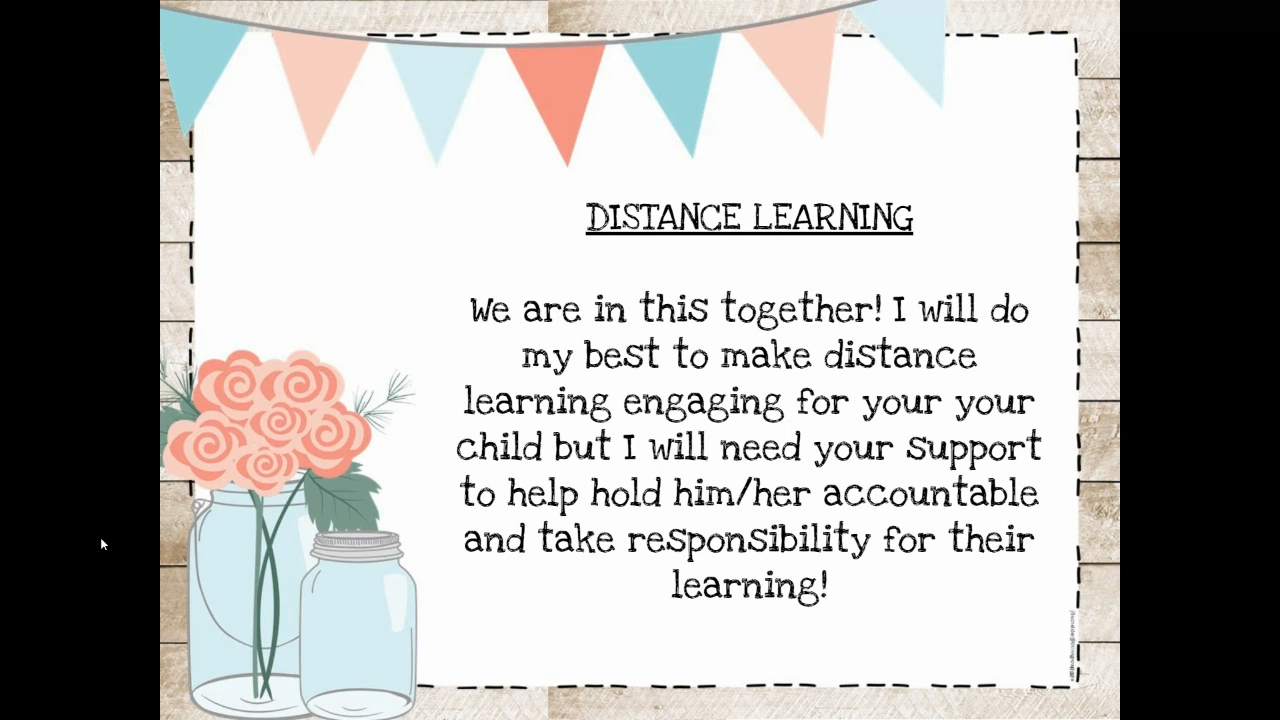 DISTANCE LEARNING
We are in this together! I will do
my best to make distance
learning engaging for your your
child but I will need your support
to help hold him/her accountable
and take responsibility for their
learning!